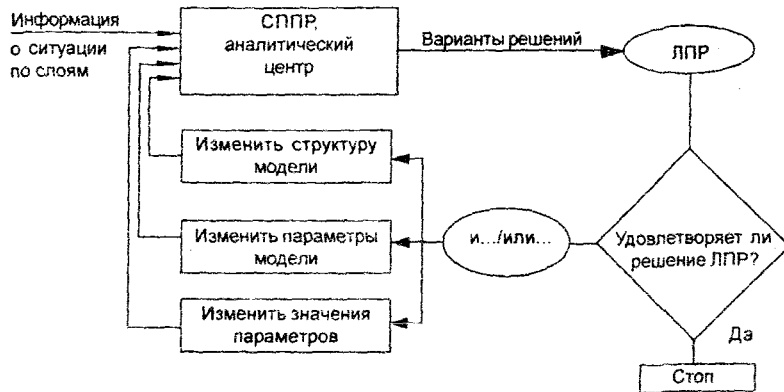 Информация
о ситуации
по слоям
СППР,
аналитический
центр
Варианты решений
ЛПР
Изменить структуру
модели
Изменить параметры
модели
Изменить значения
параметров
и.../или...
Удовлетворяет ли
решение ЛПР?
Да
Стоп